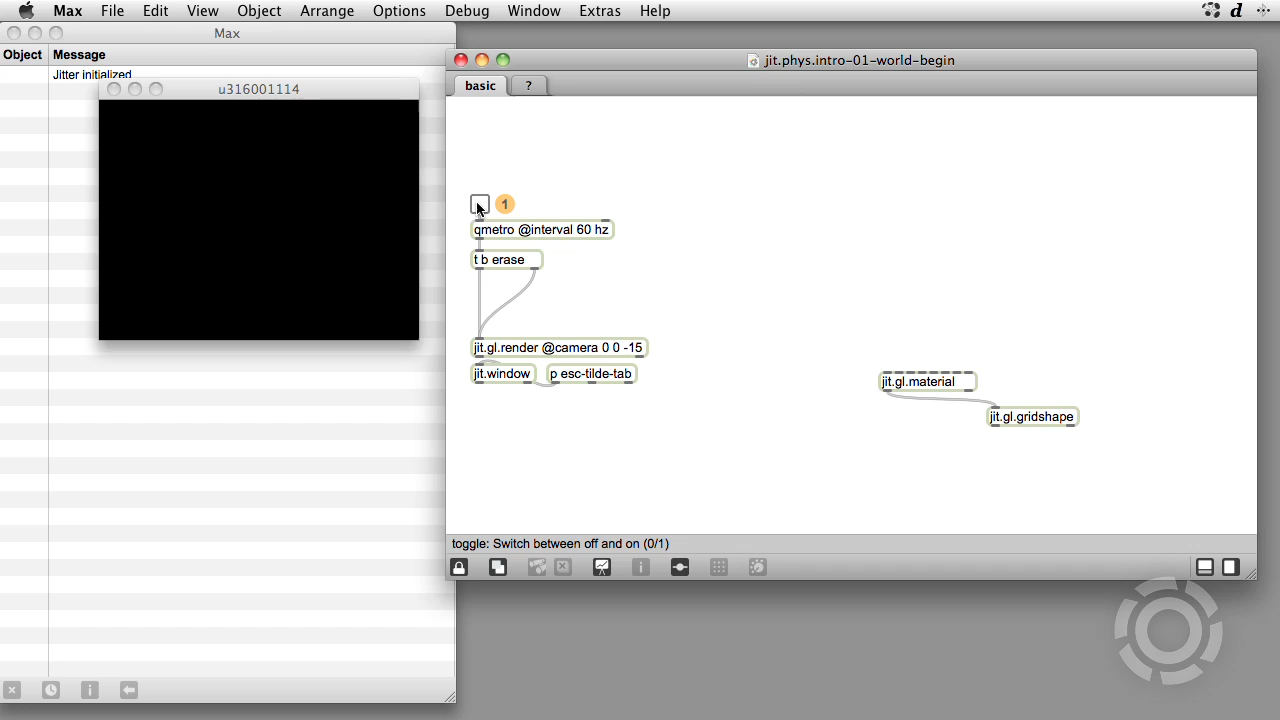 Max File Edit View Object Arrange Options Debug Window Extras Help
Max
Object Message
Jitter initialized
u316001114
jit.phys.intro-01-world-begin
basic ?
1
qmetro @interval 60 hz
t b erase
jit.gl.render @camera 0 0 -15
jit.window p esc-tilde-tab
jit.gl.material
jit.gl.gridshape
toggle: Switch between off and on (0/1)